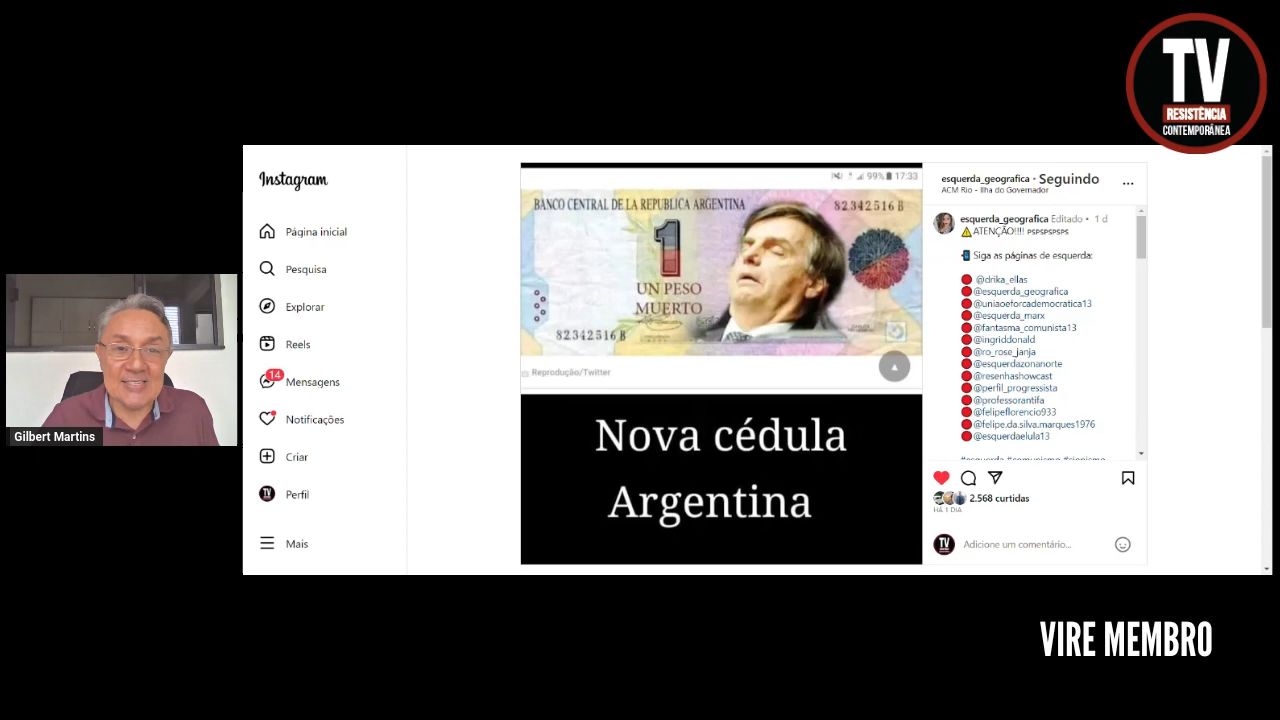 TV
RESISTÊNCIA
CONTEMPORÂNEA
Instagram
Página inicial
Pesquisa
Explorar
Reels
14
Mensagens
Notificações
Criar
Perfil
Mais
Gilbert Martins
99% 17:33
BANCO CENTRAL DE LA REPUBLICA ARGENTINA
82342516 B
1
UN PESO
MUERTO
82342516 B
Reprodução/Twitter
Nova cédula
Argentina
esquerda_geografica • Seguindo
ACM Rio - Ilha do Governador
esquerda_geografica Editado • 1 d
⚠️ATENÇÃO!!!! PSPSPSPSPS
📲 Siga as páginas de esquerda:
🔴 @drika_ellas
🔴@esquerda_geografica
🔴@uniaoeforcademocratica13
🔴@esquerda_marx
🔴@fantasma_comunista13
🔴@ingriddonald
🔴@ro_rose_janja
🔴@esquerdazonanorte
🔴@resenhashowcast
🔴@perfil_progressista
🔴@professorantifa
🔴@felipeflorencio933
🔴@felipe.da.silva.marques1976
🔴@esquerdaelula13
#esquerda #comunismo #sionismo
2.568 curtidas
HÁ 1 DIA
TV
Adicione um comentário...
VIRE MEMBRO